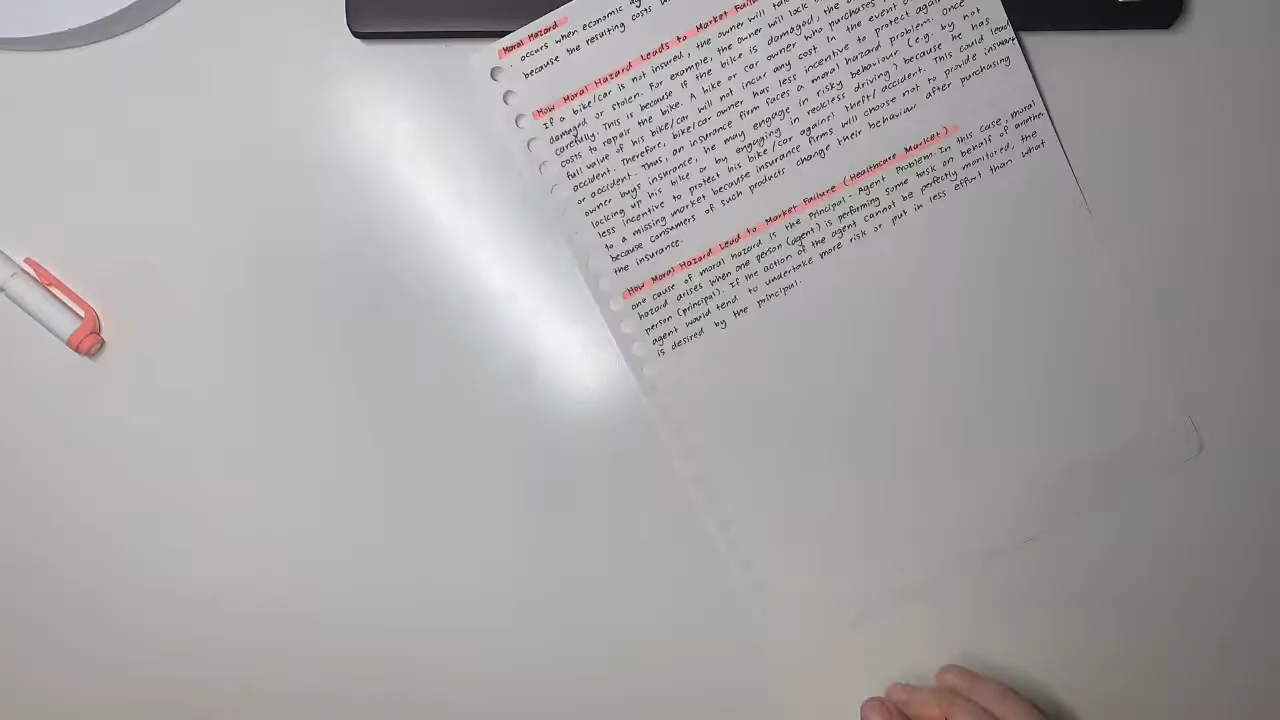 Moral Hazard
occurs when economic ag
because the resulting costs
How Moral Hazard Leads to Market Failu
If a bike/car is not insured, the owner will tak
damaged or stolen. For example, the owner will lock
carefully. This is because if the bike is damaged, the
costs to repair the bike. A bike or car owner who purchases
full value of his bike/car will not incur any cost in the event o
accident. Therefore, bike/car owner has less incentive to protect again
or accident. Thus, an insurance firm faces a moral hazard problem. Once
owner buys insurance, he may engage in risky behaviour (e.g. by not
locking up his bike or by engaging in reckless driving) because he has
less incentive to protect his bike/car against theft/accident. This could lead
to a missing market because insurance firms will choose not to provide insuran
because consumers of such products change their behaviour after purchasing
the insurance.
How Moral Hazard Lead to Market Failure (Healthcare Market)
one cause of moral hazard is the Principal-Agent Problem. In this case, moral
hazard arises when one person (agent) is performing some task on behalf of another
person (principal). If the action of the agent cannot be perfectly monitored, the
agent would tend to undertake more risk or put in less effort than what
is desired by the principal.